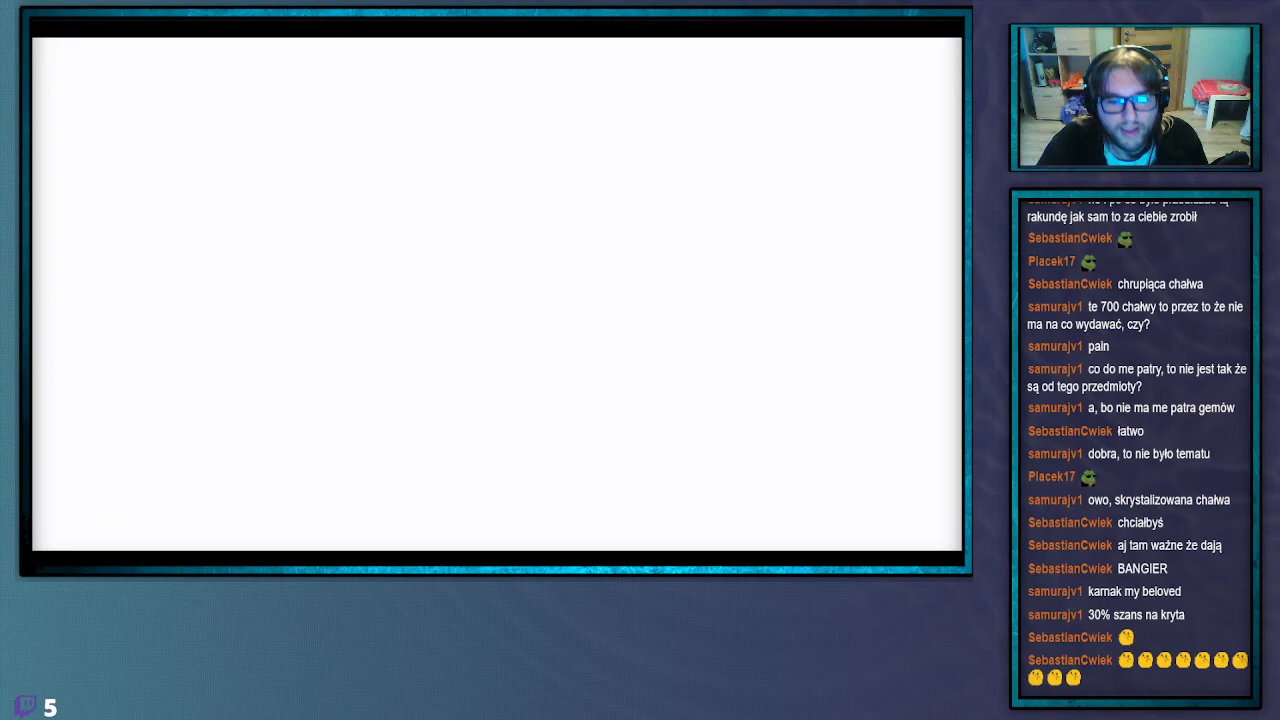 rakundę jak sam to za ciebie zrobił
SebastianCwiek
Placek17
SebastianCwiek chrupiąca chałwa
samurajv1 te 700 chałwy to przez to że nie
ma na co wydawać, czy?
samurajv1 paln
samurajv1 co do me patry, to nie jest tak że
są od tego przedmioty?
samurajv1 a, bo nie ma me patra gemów
SebastianCwiek łatwo
samurajv1 dobra, to nie było tematu
Placek17
samurajv1 owo, skrystalizowana chałwa
SebastianCwiek chciałbyś
SebastianCwiek aj tam ważne że dają
SebastianCwiek BANGIER
samurajv1 karnak my beloved
samurajv1 30% szans na kryta
SebastianCwiek
SebastianCwiek
5